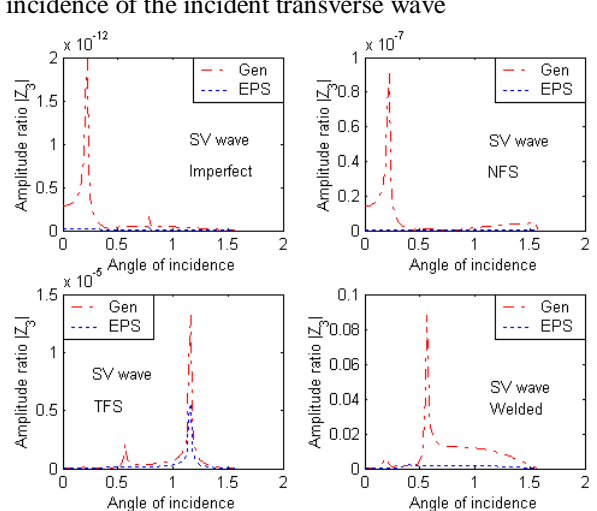 incidence of the incident transverse wave
x 10^-12
2
1.5
1
0.5
0
0 0.5 1 1.5 2
Amplitude ratio |Z_3|
Angle of incidence
Gen
EPS
SV wave
Imperfect
x 10^-7
1
0.8
0.6
0.4
0.2
0
0 0.5 1 1.5 2
Amplitude ratio |Z_3|
Angle of incidence
Gen
EPS
SV wave
NFS
x 10^-5
1.5
1
0.5
0
0 0.5 1 1.5 2
Amplitude ratio |Z_3|
Angle of incidence
Gen
EPS
SV wave
TFS
0.1
0.08
0.06
0.04
0.02
0
0 0.5 1 1.5 2
Amplitude ratio |Z_3|
Angle of incidence
Gen
EPS
SV wave
Welded